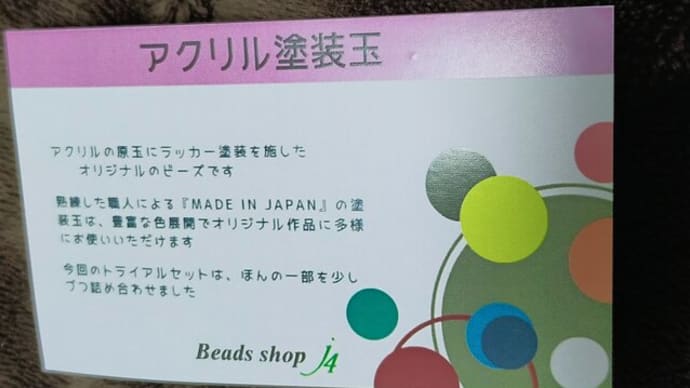 アクリル塗装玉
アクリルの原玉にラッカー塗装を施した
オリジナルのビーズです
熟練した職人による『MADE IN JAPAN』の塗
装玉は、豊富な色展開でオリジナル作品に多様
にお使いいただけます
今回のトライアルセットは、ほんの一部を少し
づつ詰め合わせました
Beads shop j4